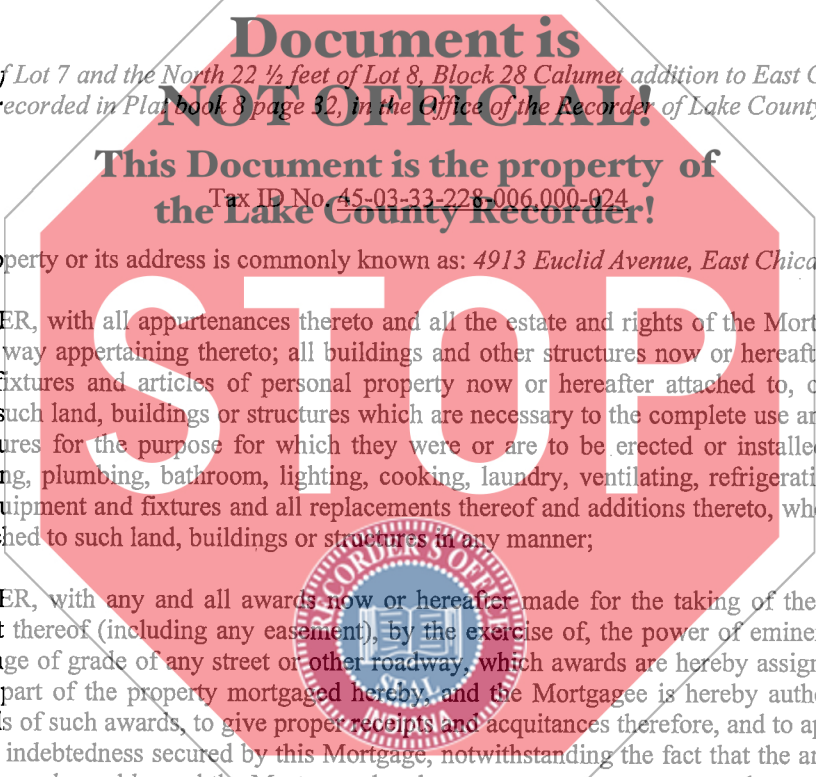 Document is
f Lot 7 and the North 22 ½ feet of Lot 8, Block 28 Calumet addition to East C
recorded in Plat book 8 page 32, in the Office of the Recorder of Lake County
NOT OFFICIAL!
This Document is the property of
Tax ID No. 45-03-33-228-006.000-024
the Lake County Recorder!
operty or its address is commonly known as: 4913 Euclid Avenue, East Chica
STOP
ER, with all appurtenances thereto and all the estate and rights of the Mort
way appertaining thereto; all buildings and other structures now or hereaft
fixtures and articles of personal property now or hereafter attached to, o
such land, buildings or structures which are necessary to the complete use an
ures for the purpose for which they were or are to be erected or installe
ng, plumbing, bathroom, lighting, cooking, laundry, ventilating, refrigerati
uipment and fixtures and all replacements thereof and additions thereto, whe
hed to such land, buildings or structures in any manner;
RECORDER'S OFFICE
SEAL
INDIANA
ER, with any and all awards now or hereafter made for the taking of the
t thereof (including any easement), by the exercise of, the power of emine
ge of grade of any street or other roadway, which awards are hereby assign
part of the property mortgaged hereby, and the Mortgagee is hereby autho
s of such awards, to give proper receipts and acquitances therefore, and to ap
indebtedness secured by this Mortgage, notwithstanding the fact that the am